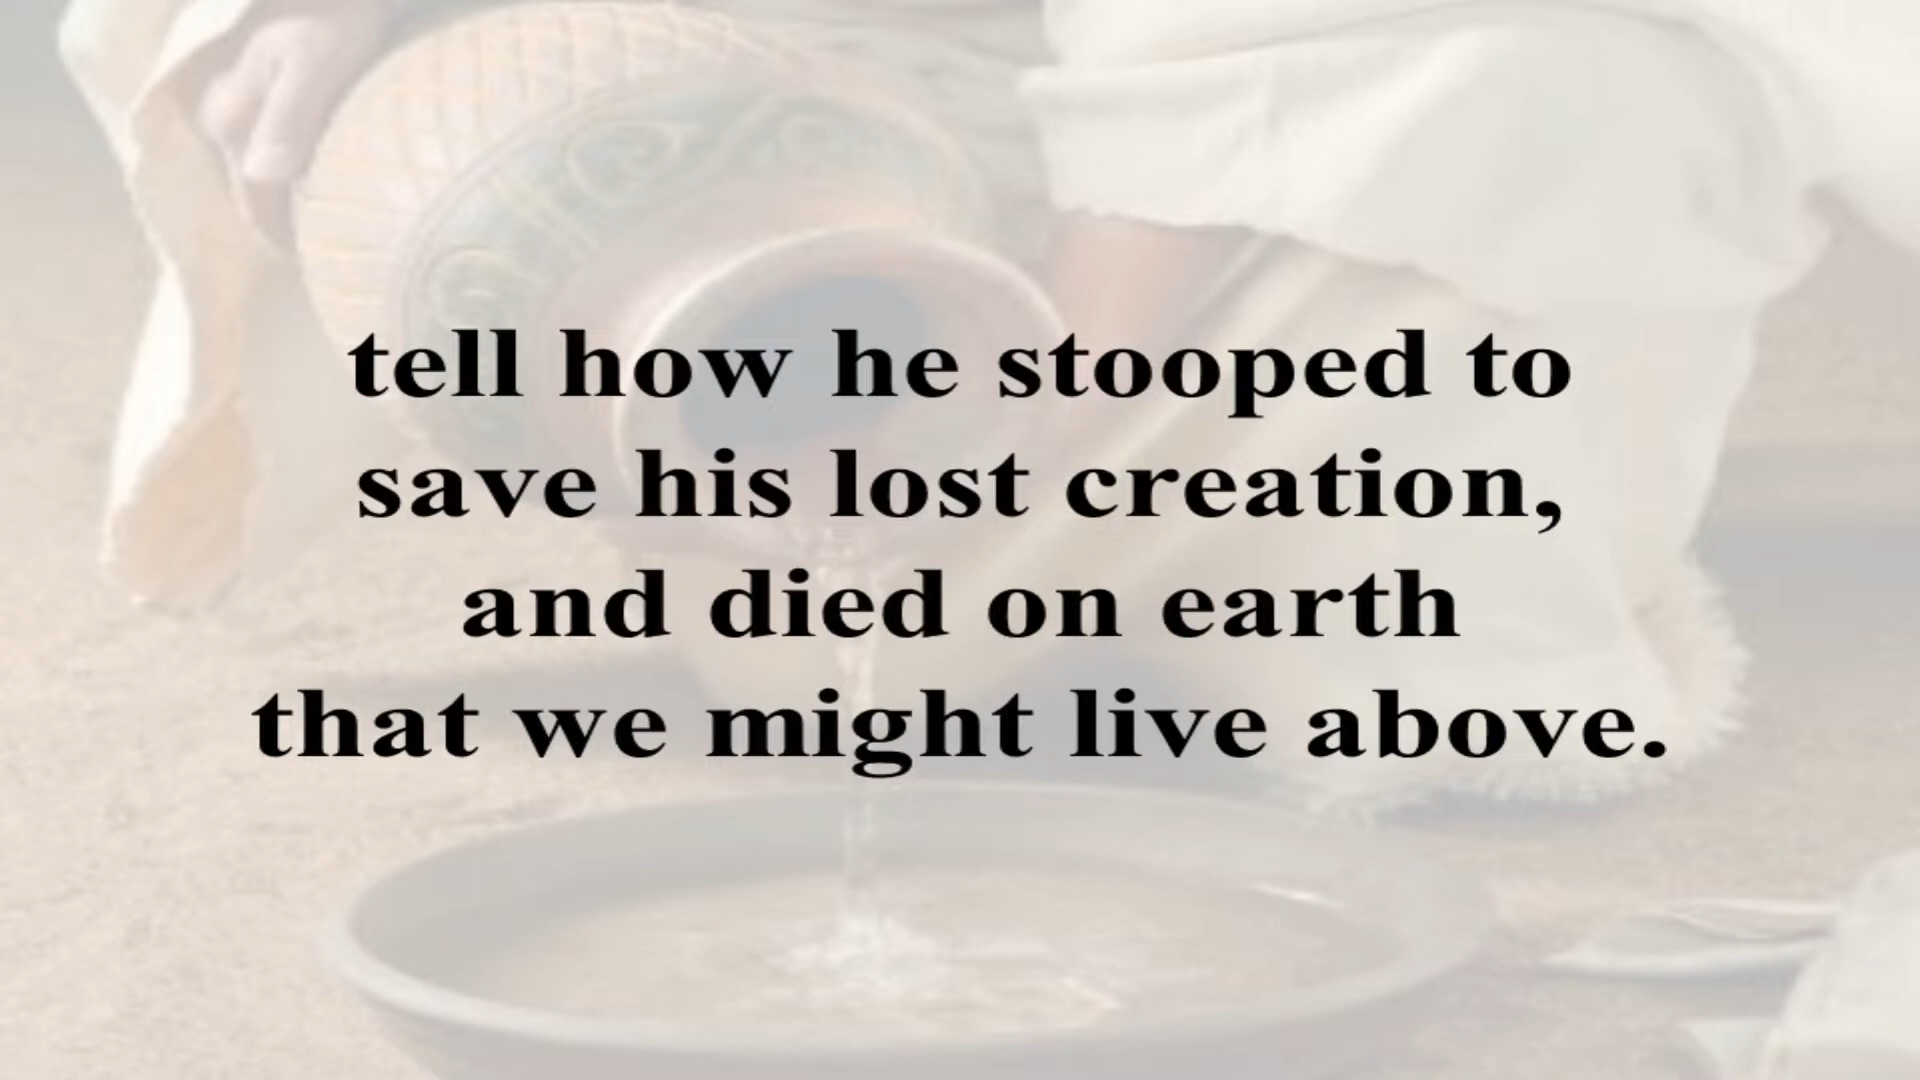 tell how he stooped to
save his lost creation,
and died on earth
that we might live above.